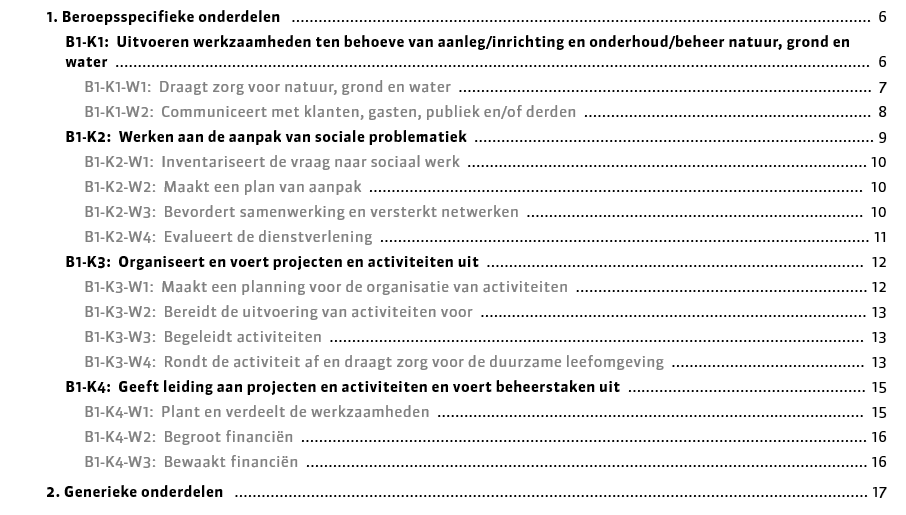 1. Beroepsspecifieke onderdelen ........ 6
B1-K1: Uitvoeren werkzaamheden ten behoeve van aanleg/inrichting en onderhoud/beheer natuur, grond en
water ........ 6
B1-K1-W1: Draagt zorg voor natuur, grond en water ........ 7
B1-K1-W2: Communiceert met klanten, gasten, publiek en/of derden ........ 8
B1-K2: Werken aan de aanpak van sociale problematiek ........ 9
B1-K2-W1: Inventariseert de vraag naar sociaal werk ........ 10
B1-K2-W2: Maakt een plan van aanpak ........ 10
B1-K2-W3: Bevordert samenwerking en versterkt netwerken ........ 10
B1-K2-W4: Evalueert de dienstverlening ........ 11
B1-K3: Organiseert en voert projecten en activiteiten uit ........ 12
B1-K3-W1: Maakt een planning voor de organisatie van activiteiten ........ 12
B1-K3-W2: Bereidt de uitvoering van activiteiten voor ........ 13
B1-K3-W3: Begeleidt activiteiten ........ 13
B1-K3-W4: Rondt de activiteit af en draagt zorg voor de duurzame leefomgeving ........ 13
B1-K4: Geeft leiding aan projecten en activiteiten en voert beheerstaken uit ........ 15
B1-K4-W1: Plant en verdeelt de werkzaamheden ........ 15
B1-K4-W2: Begroot financiën ........ 16
B1-K4-W3: Bewaakt financiën ........ 16
2. Generieke onderdelen ........ 17